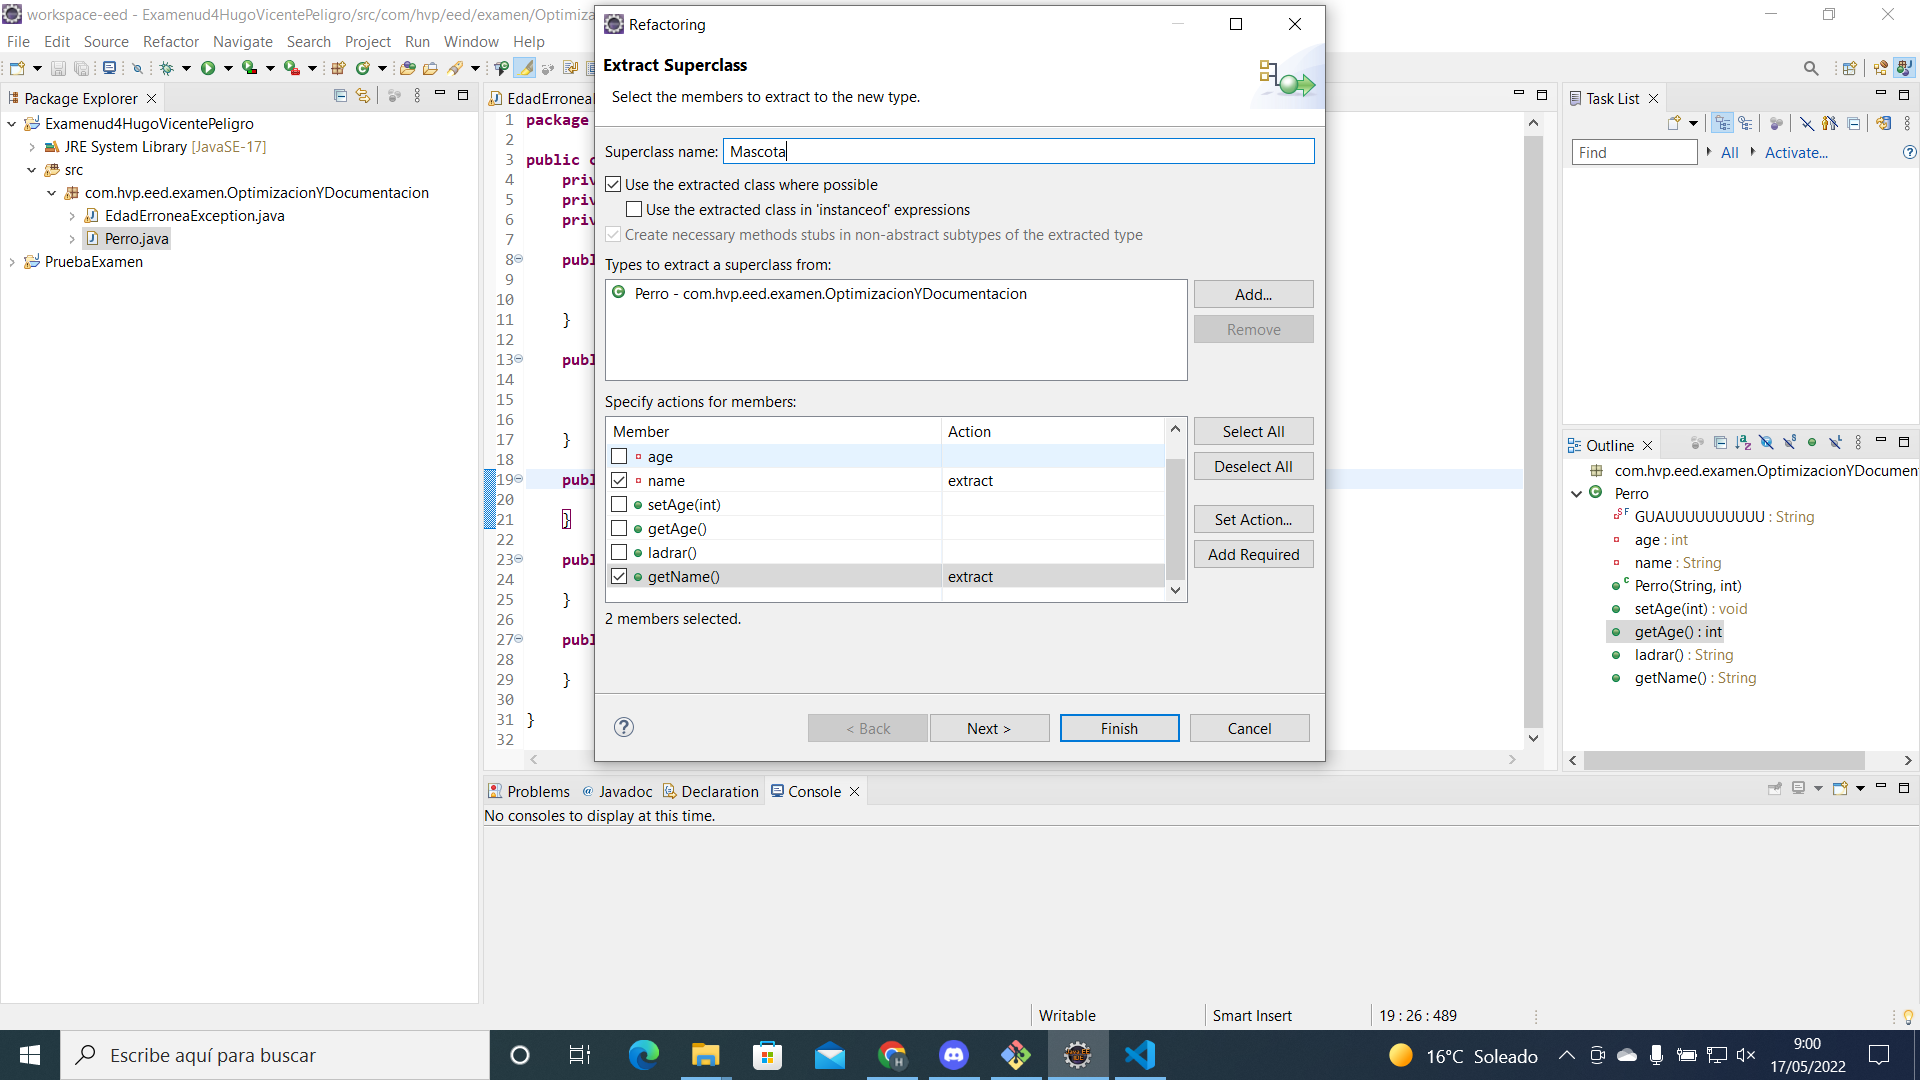 workspace-eed - Examenud4HugoVicentePeligro/src/com/hvp/eed/examen/Optimiza
File Edit Source Refactor Navigate Search Project Run Window Help
Package Explorer
Examenud4HugoVicentePeligro
JRE System Library [JavaSE-17]
src
com.hvp.eed.examen.OptimizacionYDocumentacion
EdadErroneaException.java
Perro.java
PruebaExamen
EdadErroneaI
1 package
2
3 public c
4 priv
5 priv
6 priv
7
8 publ
9
10
11 }
12
13 publ
14
15
16
17 }
18
19 publ
20
21 }
22
23 publ
24
25 }
26
27 publ
28
29 }
30
31 }
32
Refactoring
Extract Superclass
Select the members to extract to the new type.
Superclass name: Mascota
Use the extracted class where possible
Use the extracted class in 'instanceof' expressions
Create necessary methods stubs in non-abstract subtypes of the extracted type
Types to extract a superclass from:
Perro - com.hvp.eed.examen.OptimizacionYDocumentacion
Add...
Remove
Specify actions for members:
Member Action
age
name extract
setAge(int)
getAge()
ladrar()
getName() extract
Select All
Deselect All
Set Action...
Add Required
2 members selected.
< Back Next > Finish Cancel
Task List
Find All Activate...
Outline
com.hvp.eed.examen.OptimizacionYDocumen
Perro
GUAUUUUUUUUUU : String
age : int
name : String
Perro(String, int)
setAge(int) : void
getAge() : int
ladrar() : String
getName() : String
Problems @ Javadoc Declaration Console
No consoles to display at this time.
Writable Smart Insert 19 : 26 : 489
Escribe aquí para buscar
16°C Soleado
9:00
17/05/2022